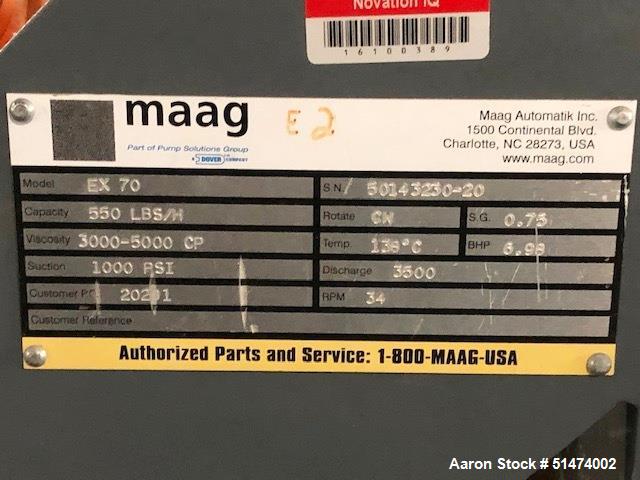 Novation iQ
16100389
maag
E2
Part of Pump Solutions Group
DOVER COMPANY
Maag Automatik Inc.
1500 Continental Blvd.
Charlotte, NC 28273, USA
www.maag.com
Model EX 70
S.N. 50143230-20
Capacity 550 LBS/H
Rotate CW S.G. 0.75
Viscosity 3000-5000 CP
Temp. 138°C BHP 6.98
Suction 1000 PSI
Discharge 3500
Customer P.O. 20201
RPM 34
Customer Reference
Authorized Parts and Service: 1-800-MAAG-USA
Aaron Stock # 51474002